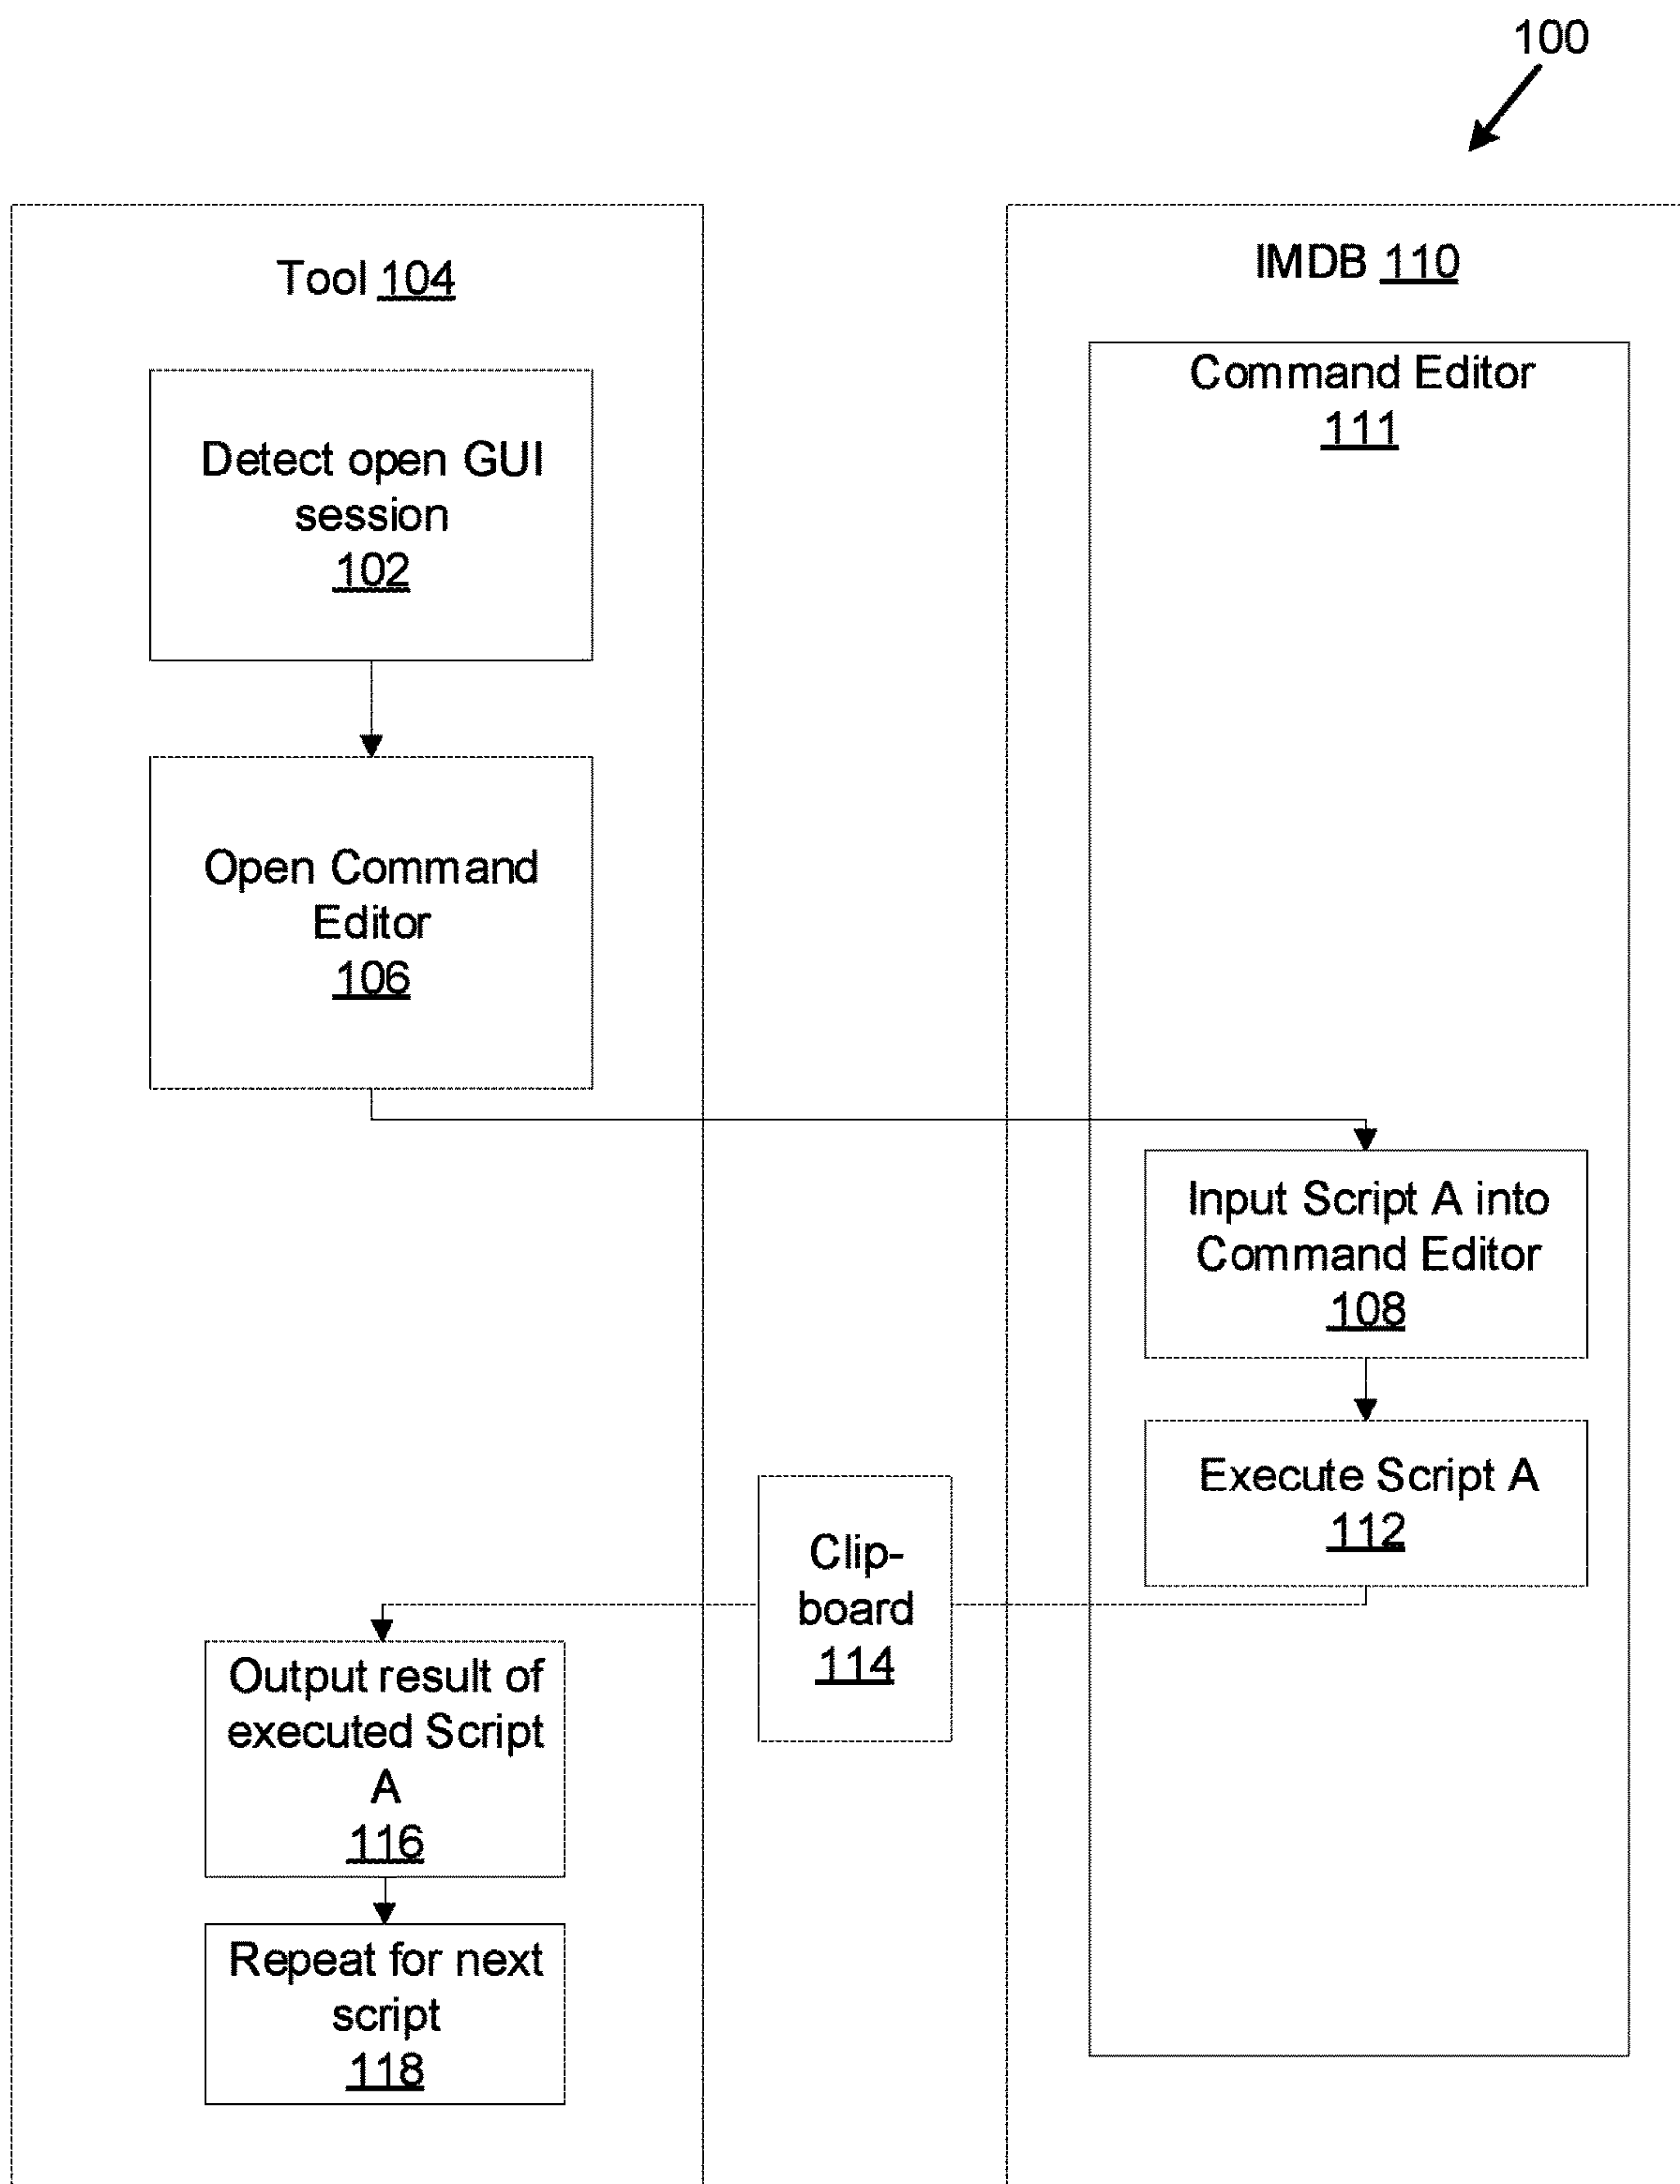 100
Tool 104
Detect open GUI
session
102
Open Command
Editor
106
IMDB 110
Command Editor
111
Input Script A into
Command Editor
108
Execute Script A
112
Clip-
board
114
Output result of
executed Script
A
116
Repeat for next
script
118